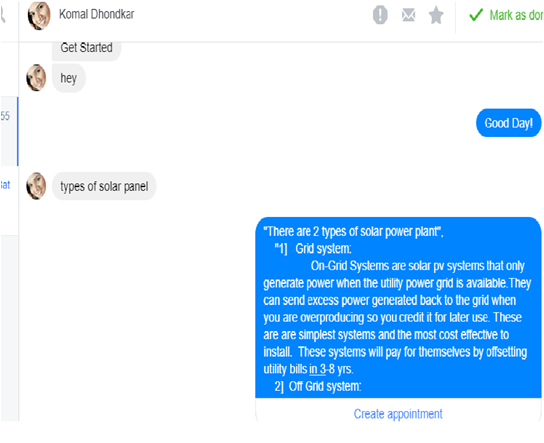 Komal Dhondkar
Mark as don
Get Started
hey
55
Good Day!
types of solar panel
"There are 2 types of solar power plant",
"1] Grid system:
On-Grid Systems are solar pv systems that only
generate power when the utility power grid is available.They
can send excess power generated back to the grid when
you are overproducing so you credit it for later use. These
are are simplest systems and the most cost effective to
install. These systems will pay for themselves by offsetting
utility bills in 3-8 yrs.
2] Off Grid system:
Create appointment